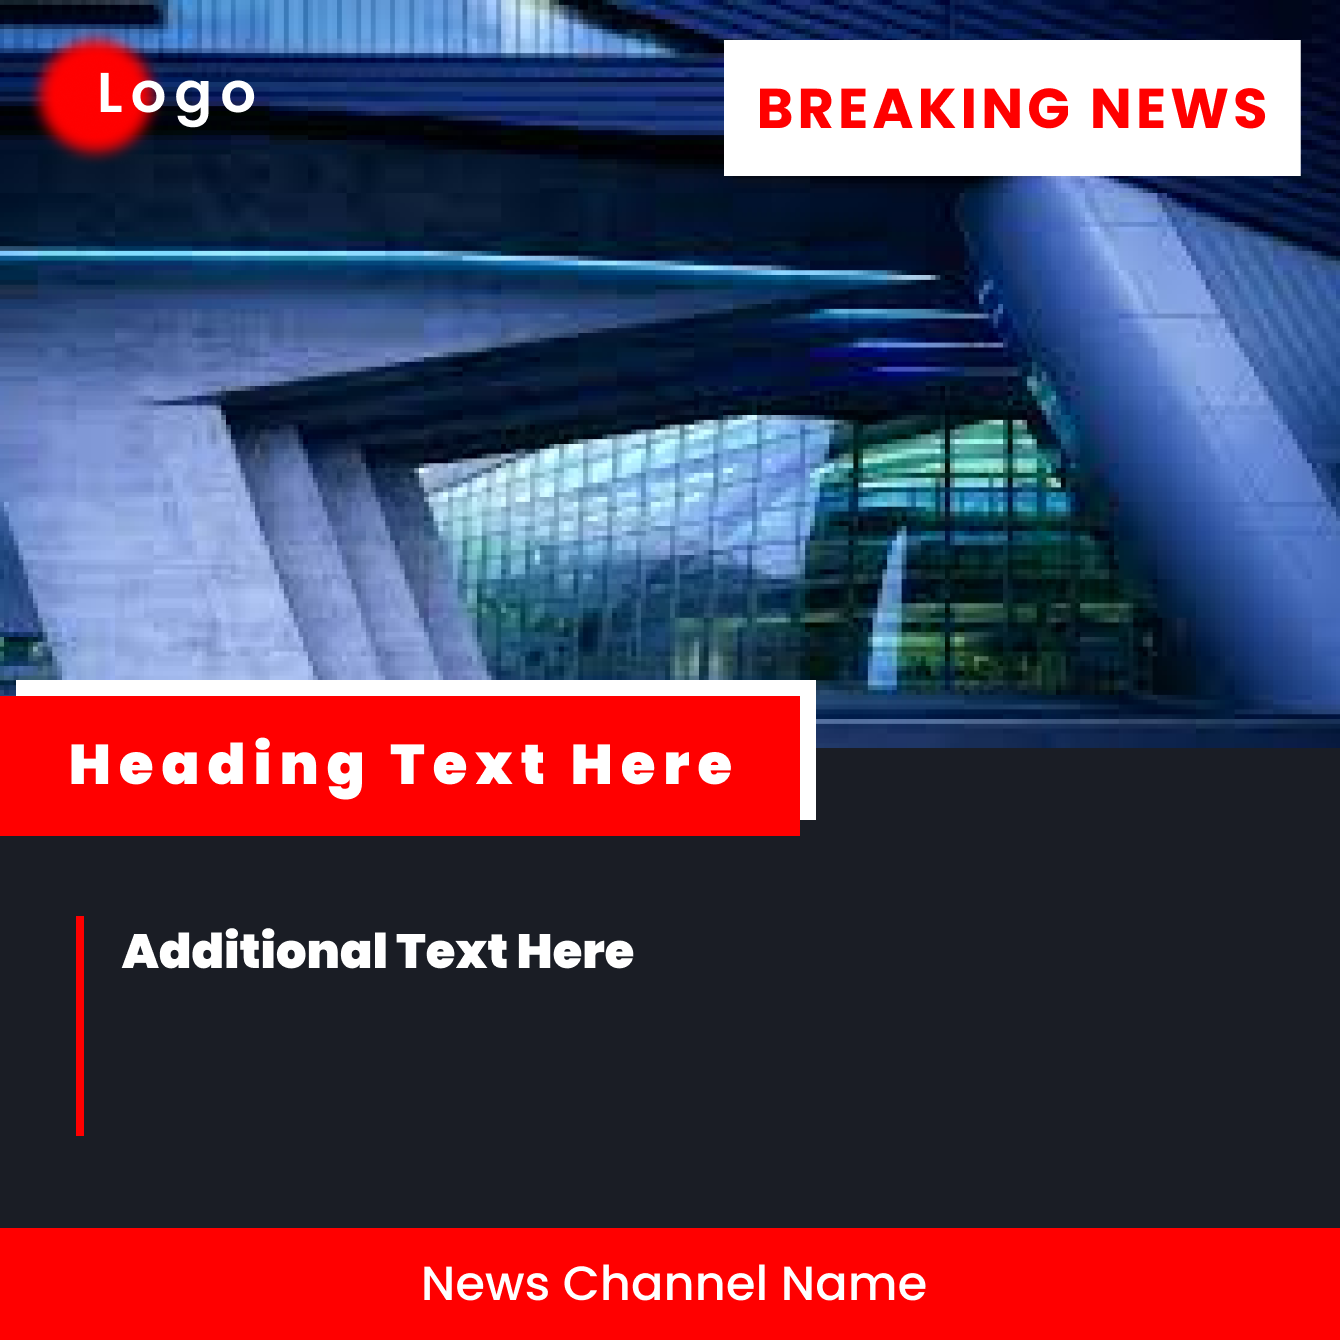 Logo
BREAKING NEWS
Heading Text Here
Additional Text Here
News Channel Name